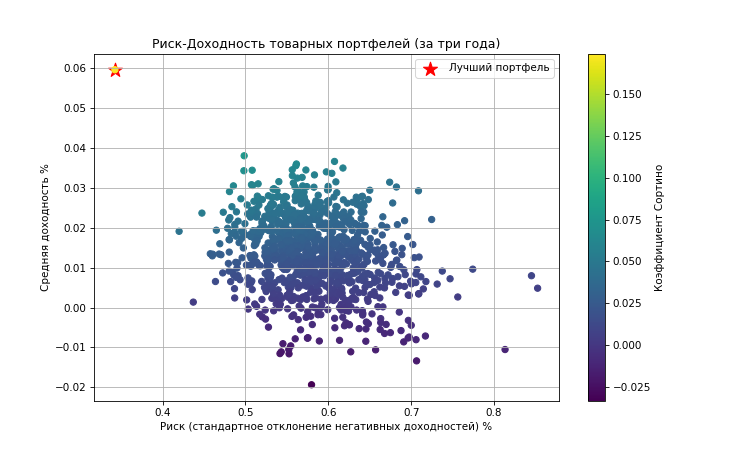 Риск-Доходность товарных портфелей (за три года)
Лучший портфель
Средняя доходность %
0.06
0.05
0.04
0.03
0.02
0.01
0.00
−0.01
−0.02
0.4 0.5 0.6 0.7 0.8
Риск (стандартное отклонение негативных доходностей) %
0.150
0.125
0.100
0.075
0.050
0.025
0.000
−0.025
Коэффициент Сортино